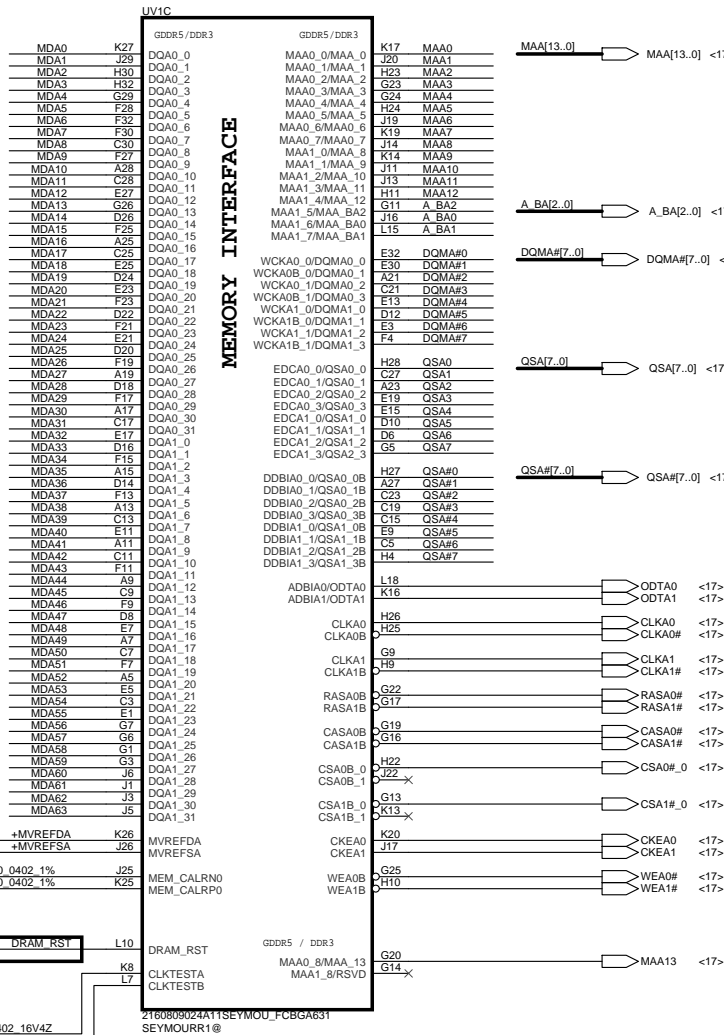 UV1C
GDDR5/DDR3 GDDR5/DDR3
MEMORY INTERFACE
MDA0 K27 DQA0_0
MDA1 J29 DQA0_1
MDA2 H30 DQA0_2
MDA3 H32 DQA0_3
MDA4 G29 DQA0_4
MDA5 F28 DQA0_5
MDA6 F32 DQA0_6
MDA7 F30 DQA0_7
MDA8 C30 DQA0_8
MDA9 F27 DQA0_9
MDA10 A28 DQA0_10
MDA11 C28 DQA0_11
MDA12 E27 DQA0_12
MDA13 G26 DQA0_13
MDA14 D26 DQA0_14
MDA15 F25 DQA0_15
MDA16 A25 DQA0_16
MDA17 C25 DQA0_17
MDA18 E25 DQA0_18
MDA19 D24 DQA0_19
MDA20 E23 DQA0_20
MDA21 F23 DQA0_21
MDA22 D22 DQA0_22
MDA23 F21 DQA0_23
MDA24 E21 DQA0_24
MDA25 D20 DQA0_25
MDA26 F19 DQA0_26
MDA27 A19 DQA0_27
MDA28 D18 DQA0_28
MDA29 F17 DQA0_29
MDA30 A17 DQA0_30
MDA31 C17 DQA0_31
MDA32 E17 DQA1_0
MDA33 D16 DQA1_1
MDA34 F15 DQA1_2
MDA35 A15 DQA1_3
MDA36 D14 DQA1_4
MDA37 F13 DQA1_5
MDA38 A13 DQA1_6
MDA39 C13 DQA1_7
MDA40 E11 DQA1_8
MDA41 A11 DQA1_9
MDA42 C11 DQA1_10
MDA43 F11 DQA1_11
MDA44 A9 DQA1_12
MDA45 C9 DQA1_13
MDA46 F9 DQA1_14
MDA47 D8 DQA1_15
MDA48 E7 DQA1_16
MDA49 A7 DQA1_17
MDA50 C7 DQA1_18
MDA51 F7 DQA1_19
MDA52 A5 DQA1_20
MDA53 E5 DQA1_21
MDA54 C3 DQA1_22
MDA55 E1 DQA1_23
MDA56 G7 DQA1_24
MDA57 G6 DQA1_25
MDA58 G1 DQA1_26
MDA59 G3 DQA1_27
MDA60 J6 DQA1_28
MDA61 J1 DQA1_29
MDA62 J3 DQA1_30
MDA63 J5 DQA1_31
+MVREFDA K26 MVREFDA
+MVREFSA J26 MVREFSA
0_0402_1% J25 MEM_CALRN0
0_0402_1% K25 MEM_CALRP0
DRAM_RST L10 DRAM_RST
K8 CLKTESTA
L7 CLKTESTB
402_16V4Z
MAA0_0/MAA_0 K17 MAA0 MAA[13..0] MAA[13..0] <17
MAA0_1/MAA_1 J20 MAA1
MAA0_2/MAA_2 H23 MAA2
MAA0_3/MAA_3 G23 MAA3
MAA0_4/MAA_4 G24 MAA4
MAA0_5/MAA_5 H24 MAA5
MAA0_6/MAA0_6 J19 MAA6
MAA0_7/MAA0_7 K19 MAA7
MAA1_0/MAA_8 J14 MAA8
MAA1_1/MAA_9 K14 MAA9
MAA1_2/MAA_10 J11 MAA10
MAA1_3/MAA_11 J13 MAA11
MAA1_4/MAA_12 H11 MAA12
MAA1_5/MAA_BA2 G11 A_BA2 A_BA[2..0] A_BA[2..0] <17
MAA1_6/MAA_BA0 J16 A_BA0
MAA1_7/MAA_BA1 L15 A_BA1
WCKA0_0/DQMA0_0 E32 DQMA#0 DQMA#[7..0] DQMA#[7..0] <
WCKA0B_0/DQMA0_1 E30 DQMA#1
WCKA0_1/DQMA0_2 A21 DQMA#2
WCKA0B_1/DQMA0_3 C21 DQMA#3
WCKA1_0/DQMA1_0 E13 DQMA#4
WCKA1B_0/DQMA1_1 D12 DQMA#5
WCKA1_1/DQMA1_2 E3 DQMA#6
WCKA1B_1/DQMA1_3 F4 DQMA#7
EDCA0_0/QSA0_0 H28 QSA0 QSA[7..0] QSA[7..0] <17
EDCA0_1/QSA0_1 C27 QSA1
EDCA0_2/QSA0_2 A23 QSA2
EDCA0_3/QSA0_3 E19 QSA3
EDCA1_0/QSA1_0 E15 QSA4
EDCA1_1/QSA1_1 D10 QSA5
EDCA1_2/QSA1_2 D6 QSA6
EDCA1_3/QSA2_3 G5 QSA7
DDBIA0_0/QSA0_0B H27 QSA#0 QSA#[7..0] QSA#[7..0] <17
DDBIA0_1/QSA0_1B A27 QSA#1
DDBIA0_2/QSA0_2B C23 QSA#2
DDBIA0_3/QSA0_3B C19 QSA#3
DDBIA1_0/QSA1_0B C15 QSA#4
DDBIA1_1/QSA1_1B E9 QSA#5
DDBIA1_2/QSA1_2B C5 QSA#6
DDBIA1_3/QSA1_3B H4 QSA#7
ADBIA0/ODTA0 L18 ODTA0 <17>
ADBIA1/ODTA1 K16 ODTA1 <17>
CLKA0 H26 CLKA0 <17>
CLKA0B H25 CLKA0# <17>
CLKA1 G9 CLKA1 <17>
CLKA1B H9 CLKA1# <17>
RASA0B G22 RASA0# <17>
RASA1B G17 RASA1# <17>
CASA0B G19 CASA0# <17>
CASA1B G16 CASA1# <17>
CSA0B_0 H22 CSA0#_0 <17>
CSA0B_1 J22
CSA1B_0 G13 CSA1#_0 <17>
CSA1B_1 K13
CKEA0 K20 CKEA0 <17>
CKEA1 J17 CKEA1 <17>
WEA0B G25 WEA0# <17>
WEA1B H10 WEA1# <17>
GDDR5 / DDR3
MAA0_8/MAA_13 G20 MAA13 <17>
MAA1_8/RSVD G14
2160809024A11SEYMOU_FCBGA631
SEYMOURR1@